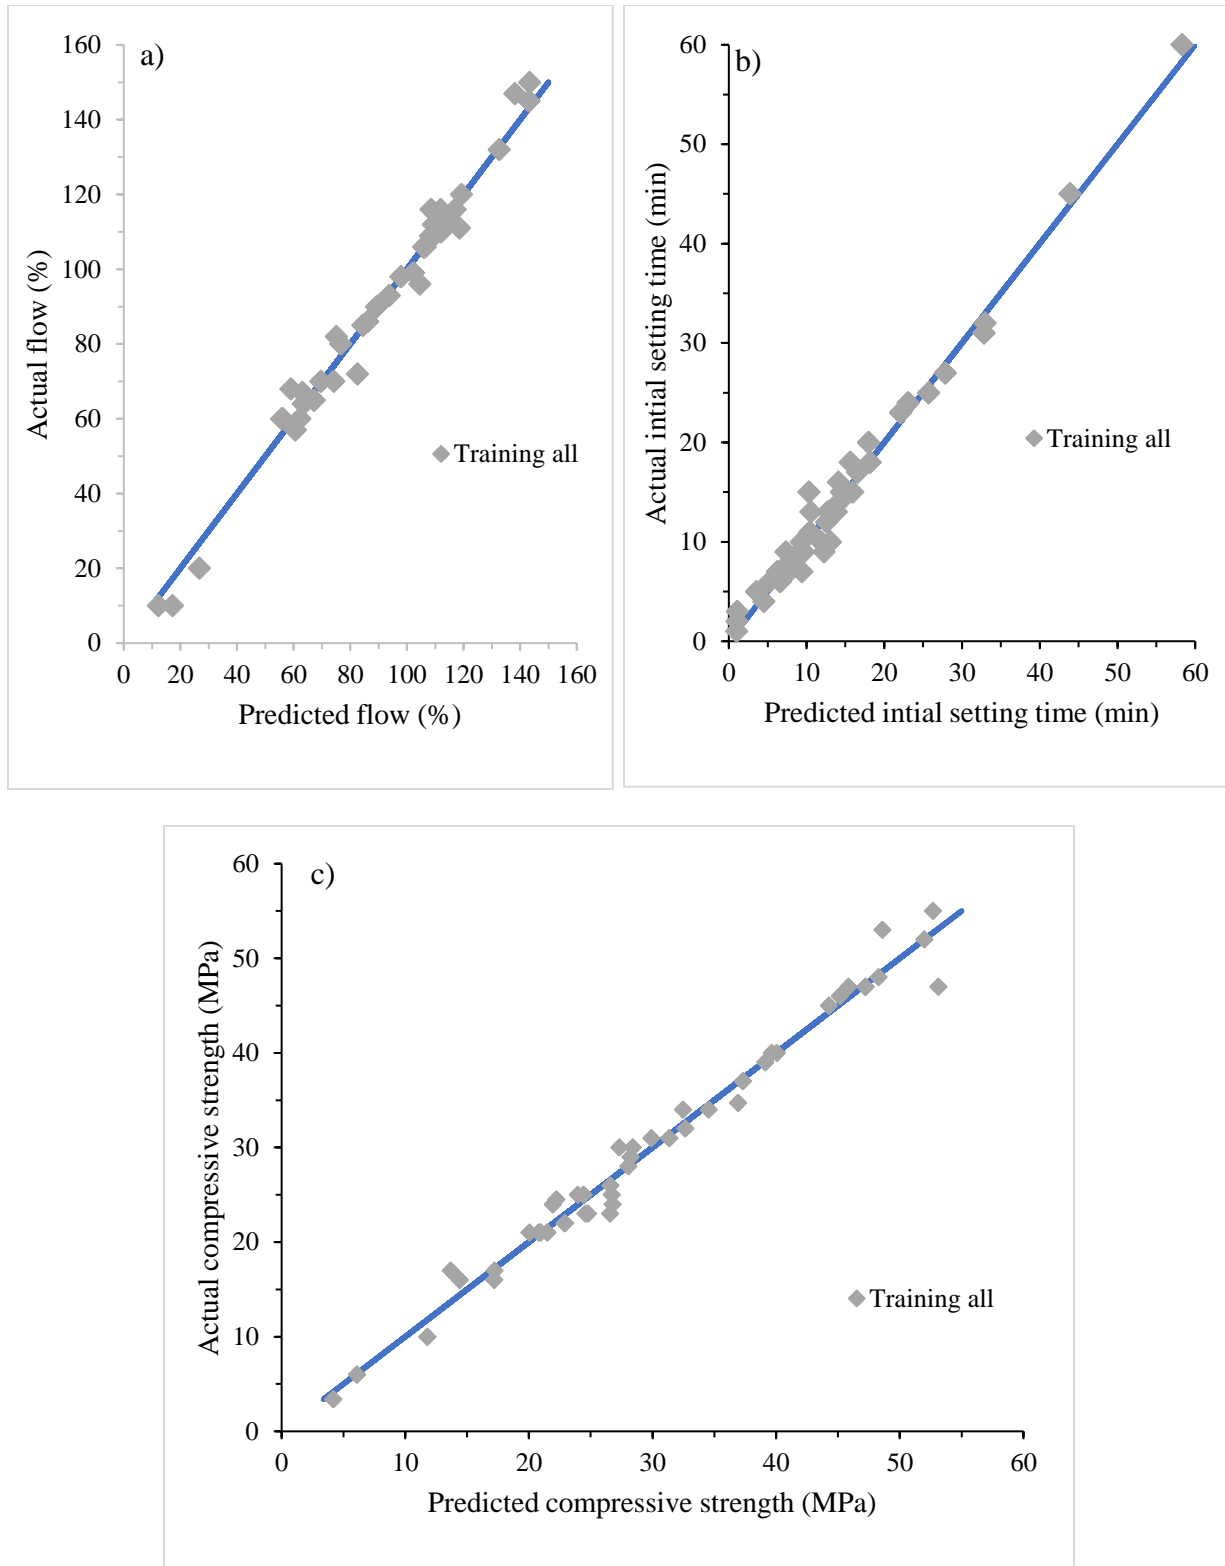 a)
160
140
120
100
80
60
40
20
0
Actual flow (%)
Training all
0 20 40 60 80 100 120 140 160
Predicted flow (%)
b)
60
50
40
30
20
10
0
Actual intial setting time (min)
Training all
0 10 20 30 40 50 60
Predicted intial setting time (min)
c)
60
50
40
30
20
10
0
Actual compressive strength (MPa)
Training all
0 10 20 30 40 50 60
Predicted compressive strength (MPa)